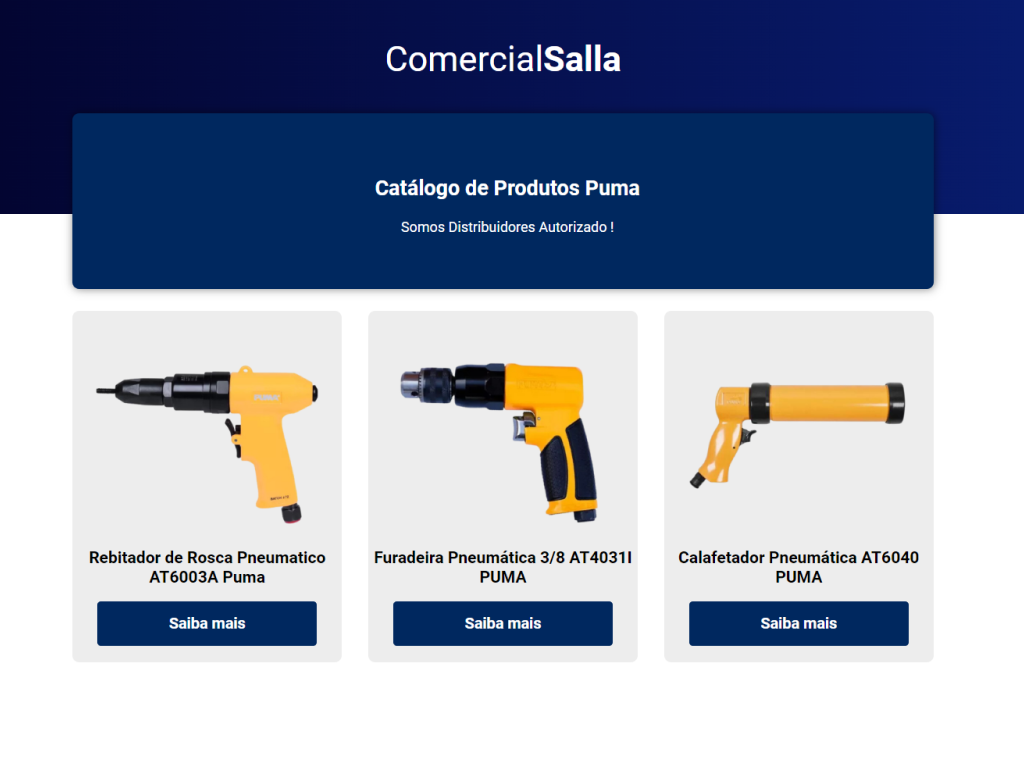 ComercialSalla
Catálogo de Produtos Puma
Somos Distribuidores Autorizado !
Rebitador de Rosca Pneumatico
AT6003A Puma
Furadeira Pneumática 3/8 AT4031I
PUMA
Calafetador Pneumática AT6040
PUMA
Saiba mais
Saiba mais
Saiba mais